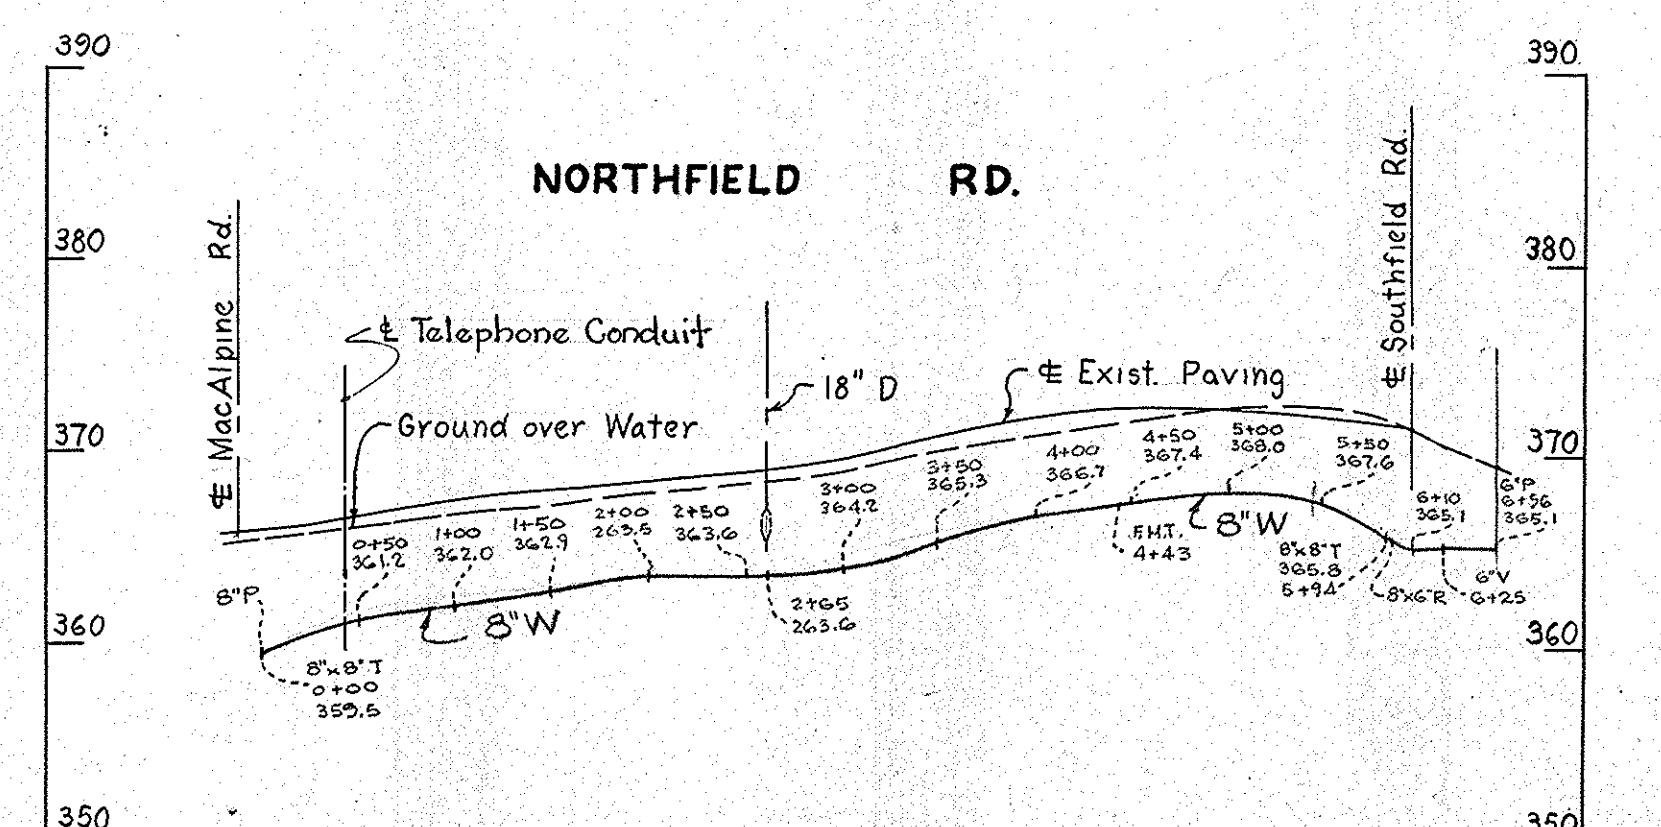 390
390
NORTHFIELD RD.
380
380
℄ MacAlpine Rd.
℄ Southfield Rd.
℄ Telephone Conduit
18" D
℄ Exist. Paving
370
370
Ground over Water
0+50
361.2
1+00
362.0
1+50
362.9
2+00
263.5
2+50
363.6
3+00
364.2
3+50
365.3
4+00
366.7
4+50
367.4
5+00
368.0
5+50
367.6
6+10
365.1
6"P
6+56
365.1
8"W
F.H.T.
4+43
8"x8"T
365.8
5+94
8"x6"R
6"V
6+25
8"P
8"W
2+65
263.6
360
360
8"x8"T
0+00
359.5
350
350